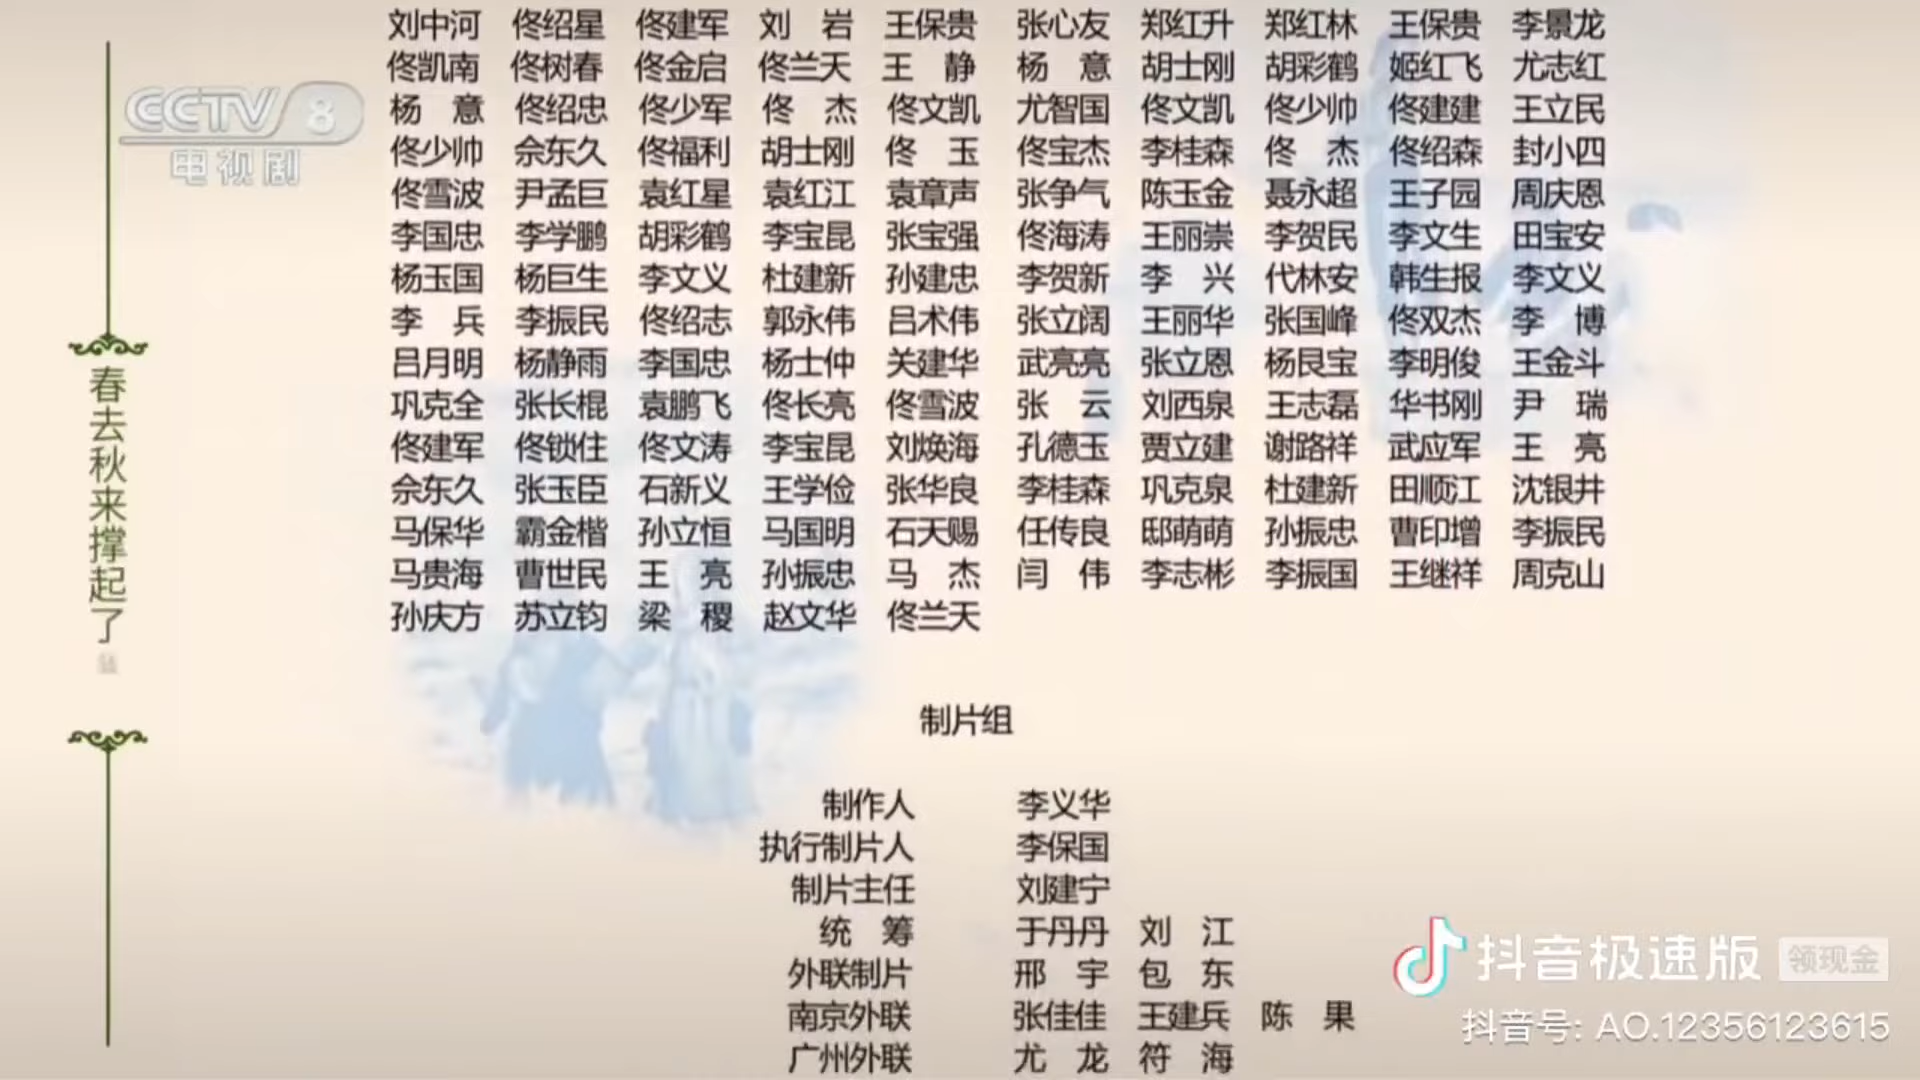 刘中河 佟绍星 佟建军 刘 岩 王保贵 张心友 郑红升 郑红林 王保贵 李景龙
佟凯南 佟树春 佟金启 佟兰天 王 静 杨 意 胡士刚 胡彩鹤 姬红飞 尤志红
杨 意 佟绍忠 佟少军 佟 杰 佟文凯 尤智国 佟文凯 佟少帅 佟建建 王立民
佟少帅 佘东久 佟福利 胡士刚 佟 玉 佟宝杰 李桂森 佟 杰 佟绍森 封小四
佟雪波 尹孟巨 袁红星 袁红江 袁章声 张争气 陈玉金 聂永超 王子园 周庆恩
李国忠 李学鹏 胡彩鹤 李宝昆 张宝强 佟海涛 王丽崇 李贺民 李文生 田宝安
杨玉国 杨巨生 李文义 杜建新 孙建忠 李贺新 李 兴 代林安 韩生报 李文义
李 兵 李振民 佟绍志 郭永伟 吕术伟 张立阔 王丽华 张国峰 佟双杰 李 博
吕月明 杨静雨 李国忠 杨士仲 关建华 武亮亮 张立恩 杨艮宝 李明俊 王金斗
巩克全 张长棍 袁鹏飞 佟长亮 佟雪波 张 云 刘西泉 王志磊 华书刚 尹 瑞
佟建军 佟锁住 佟文涛 李宝昆 刘焕海 孔德玉 贾立建 谢路祥 武应军 王 亮
佘东久 张玉臣 石新义 王学俭 张华良 李桂森 巩克泉 杜建新 田顺江 沈银井
马保华 霸金楷 孙立恒 马国明 石天赐 任传良 邸萌萌 孙振忠 曹印增 李振民
马贵海 曹世民 王 亮 孙振忠 马 杰 闫 伟 李志彬 李振国 王继祥 周克山
孙庆方 苏立钧 梁 稷 赵文华 佟兰天
制片组
制作人 李义华
执行制片人 李保国
制片主任 刘建宁
统 筹 于丹丹 刘 江
外联制片 邢 宇 包 东
南京外联 张佳佳 王建兵 陈 果
广州外联 尤 龙 符 海
CCTV 8
电视剧
春去秋来撑起了
抖音极速版 领现金
抖音号: AO.12356123615